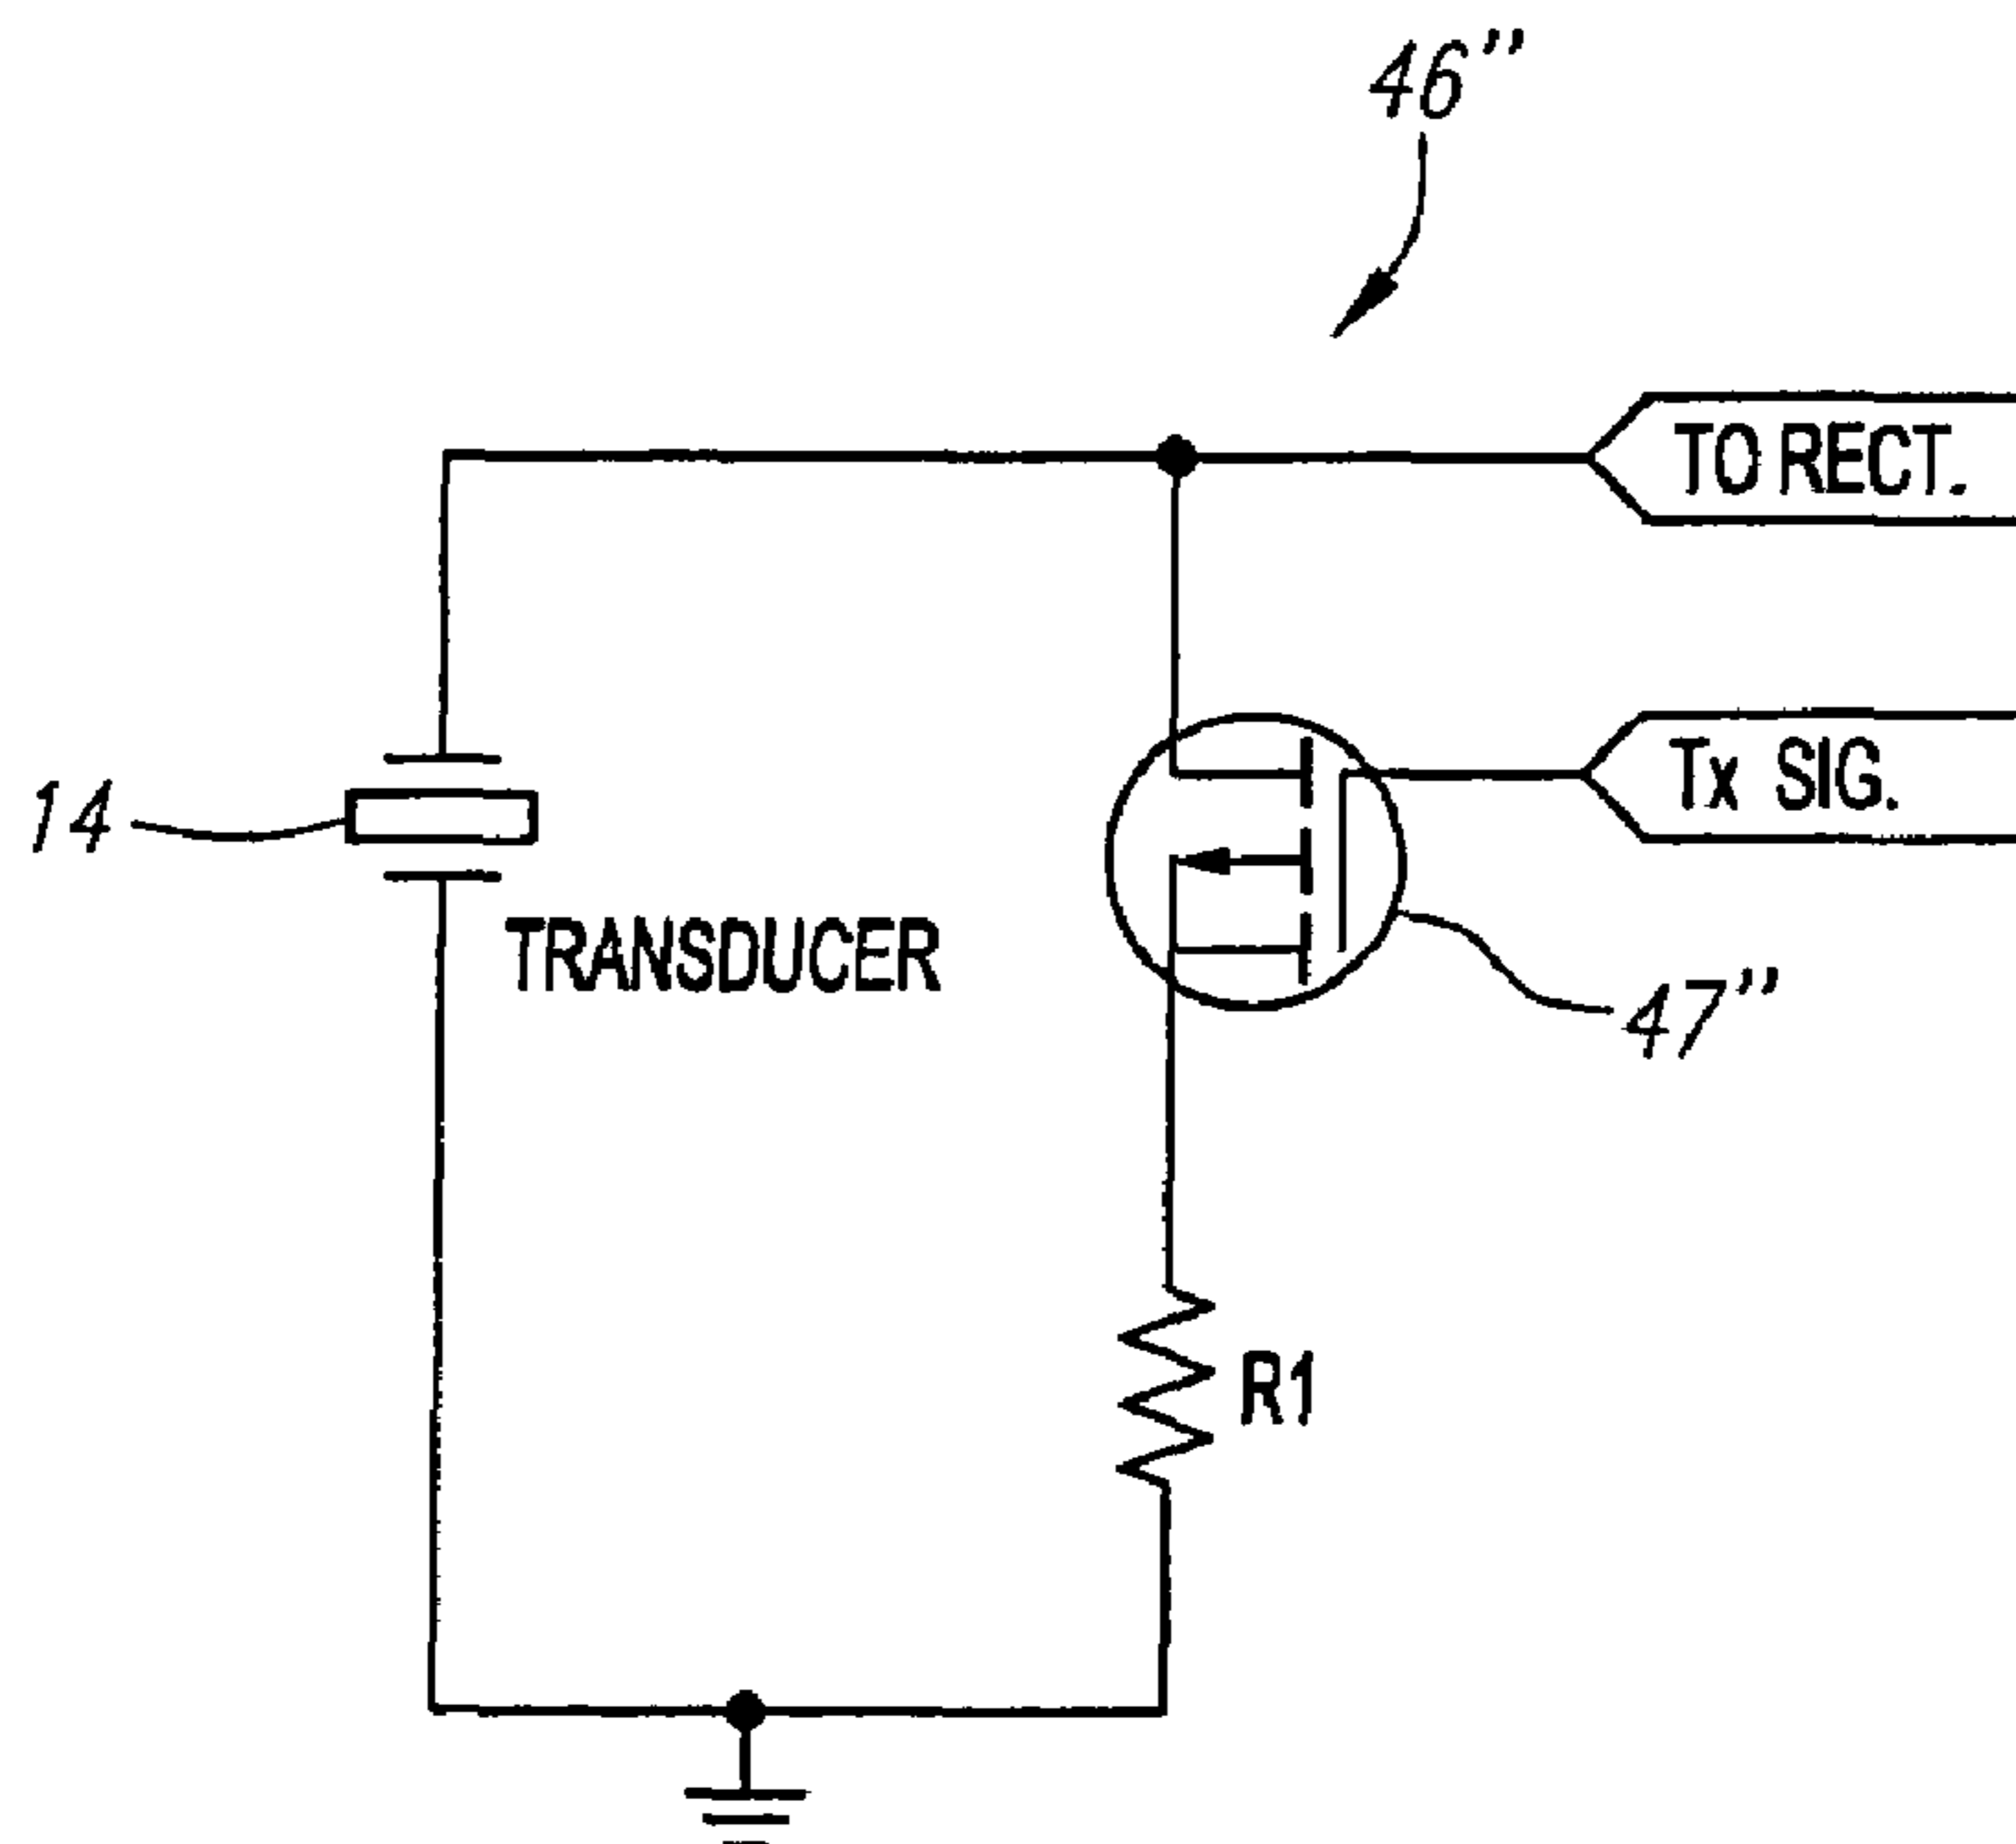 46”
TO RECT.
Tx SIG.
14
TRANSDUCER
47”
R1